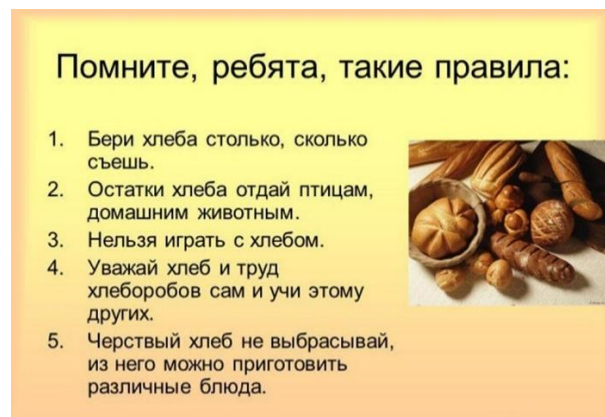 Помните, ребята, такие правила:
1. Бери хлеба столько, сколько
съешь.
2. Остатки хлеба отдай птицам,
домашним животным.
3. Нельзя играть с хлебом.
4. Уважай хлеб и труд
хлеборобов сам и учи этому
других.
5. Черствый хлеб не выбрасывай,
из него можно приготовить
различные блюда.